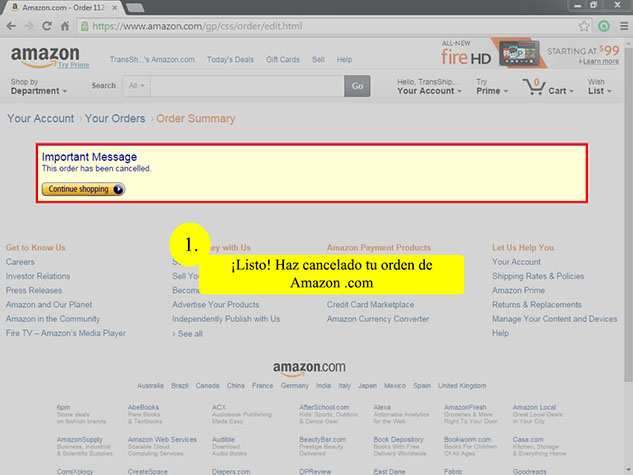 Amazon.com - Order 112-
https://www.amazon.com/gp/css/order/edit.html
amazon
Try Prime
TransSh...'s Amazon.com Today's Deals Gift Cards Sell Help
ALL-NEW
fire HD
STARTING AT $99
›Learn more
Shop by
Department
Search All Go
Hello, TransShip...
Your Account
Try
Prime
0
Cart
Wish
List
Your Account › Your Orders › Order Summary
Important Message
This order has been cancelled.
Continue shopping
1.
¡Listo! Haz cancelado tu orden de
Amazon .com
Get to Know Us
Careers
Investor Relations
Press Releases
Amazon and Our Planet
Amazon in the Community
Fire TV – Amazon's Media Player
ey with Us
Sell You
Becom
Advertise Your Products
Independently Publish with Us
› See all
Amazon Payment Products
Credit Card Marketplace
Amazon Currency Converter
Let Us Help You
Your Account
Shipping Rates & Policies
Amazon Prime
Returns & Replacements
Manage Your Content and Devices
Help
amazon.com
Australia Brazil Canada China France Germany India Italy Japan Mexico Spain United Kingdom
6pm
Score deals
on fashion brands
AbeBooks
Rare Books
& Textbooks
ACX
Audiobook Publishing
Made Easy
AfterSchool.com
Kids' Sports, Outdoor
& Dance Gear
Alexa
Actionable Analytics
for the Web
AmazonFresh
Groceries & More
Right To Your Door
Amazon Local
Great Local Deals
in Your City
AmazonSupply
Business, Industrial
& Scientific Supplies
Amazon Web Services
Scalable Cloud
Computing Services
Audible
Download
Audio Books
BeautyBar.com
Prestige Beauty
Delivered
Book Depository
Books With Free
Delivery Worldwide
Bookworm.com
Books For Children
Of All Ages
Casa.com
Kitchen, Storage
& Everything Home
ComiXology
CreateSpace
Diapers.com
DPReview
East Dane
Fabric
Goodreads